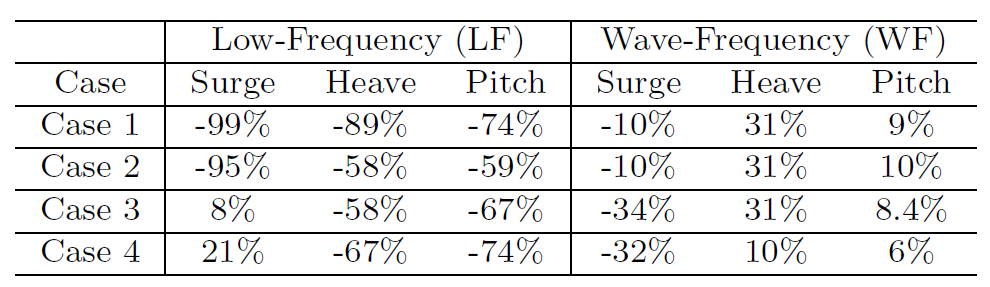 Low-Frequency (LF) Wave-Frequency (WF)
Case Surge Heave Pitch Surge Heave Pitch
Case 1 -99% -89% -74% -10% 31% 9%
Case 2 -95% -58% -59% -10% 31% 10%
Case 3 8% -58% -67% -34% 31% 8.4%
Case 4 21% -67% -74% -32% 10% 6%